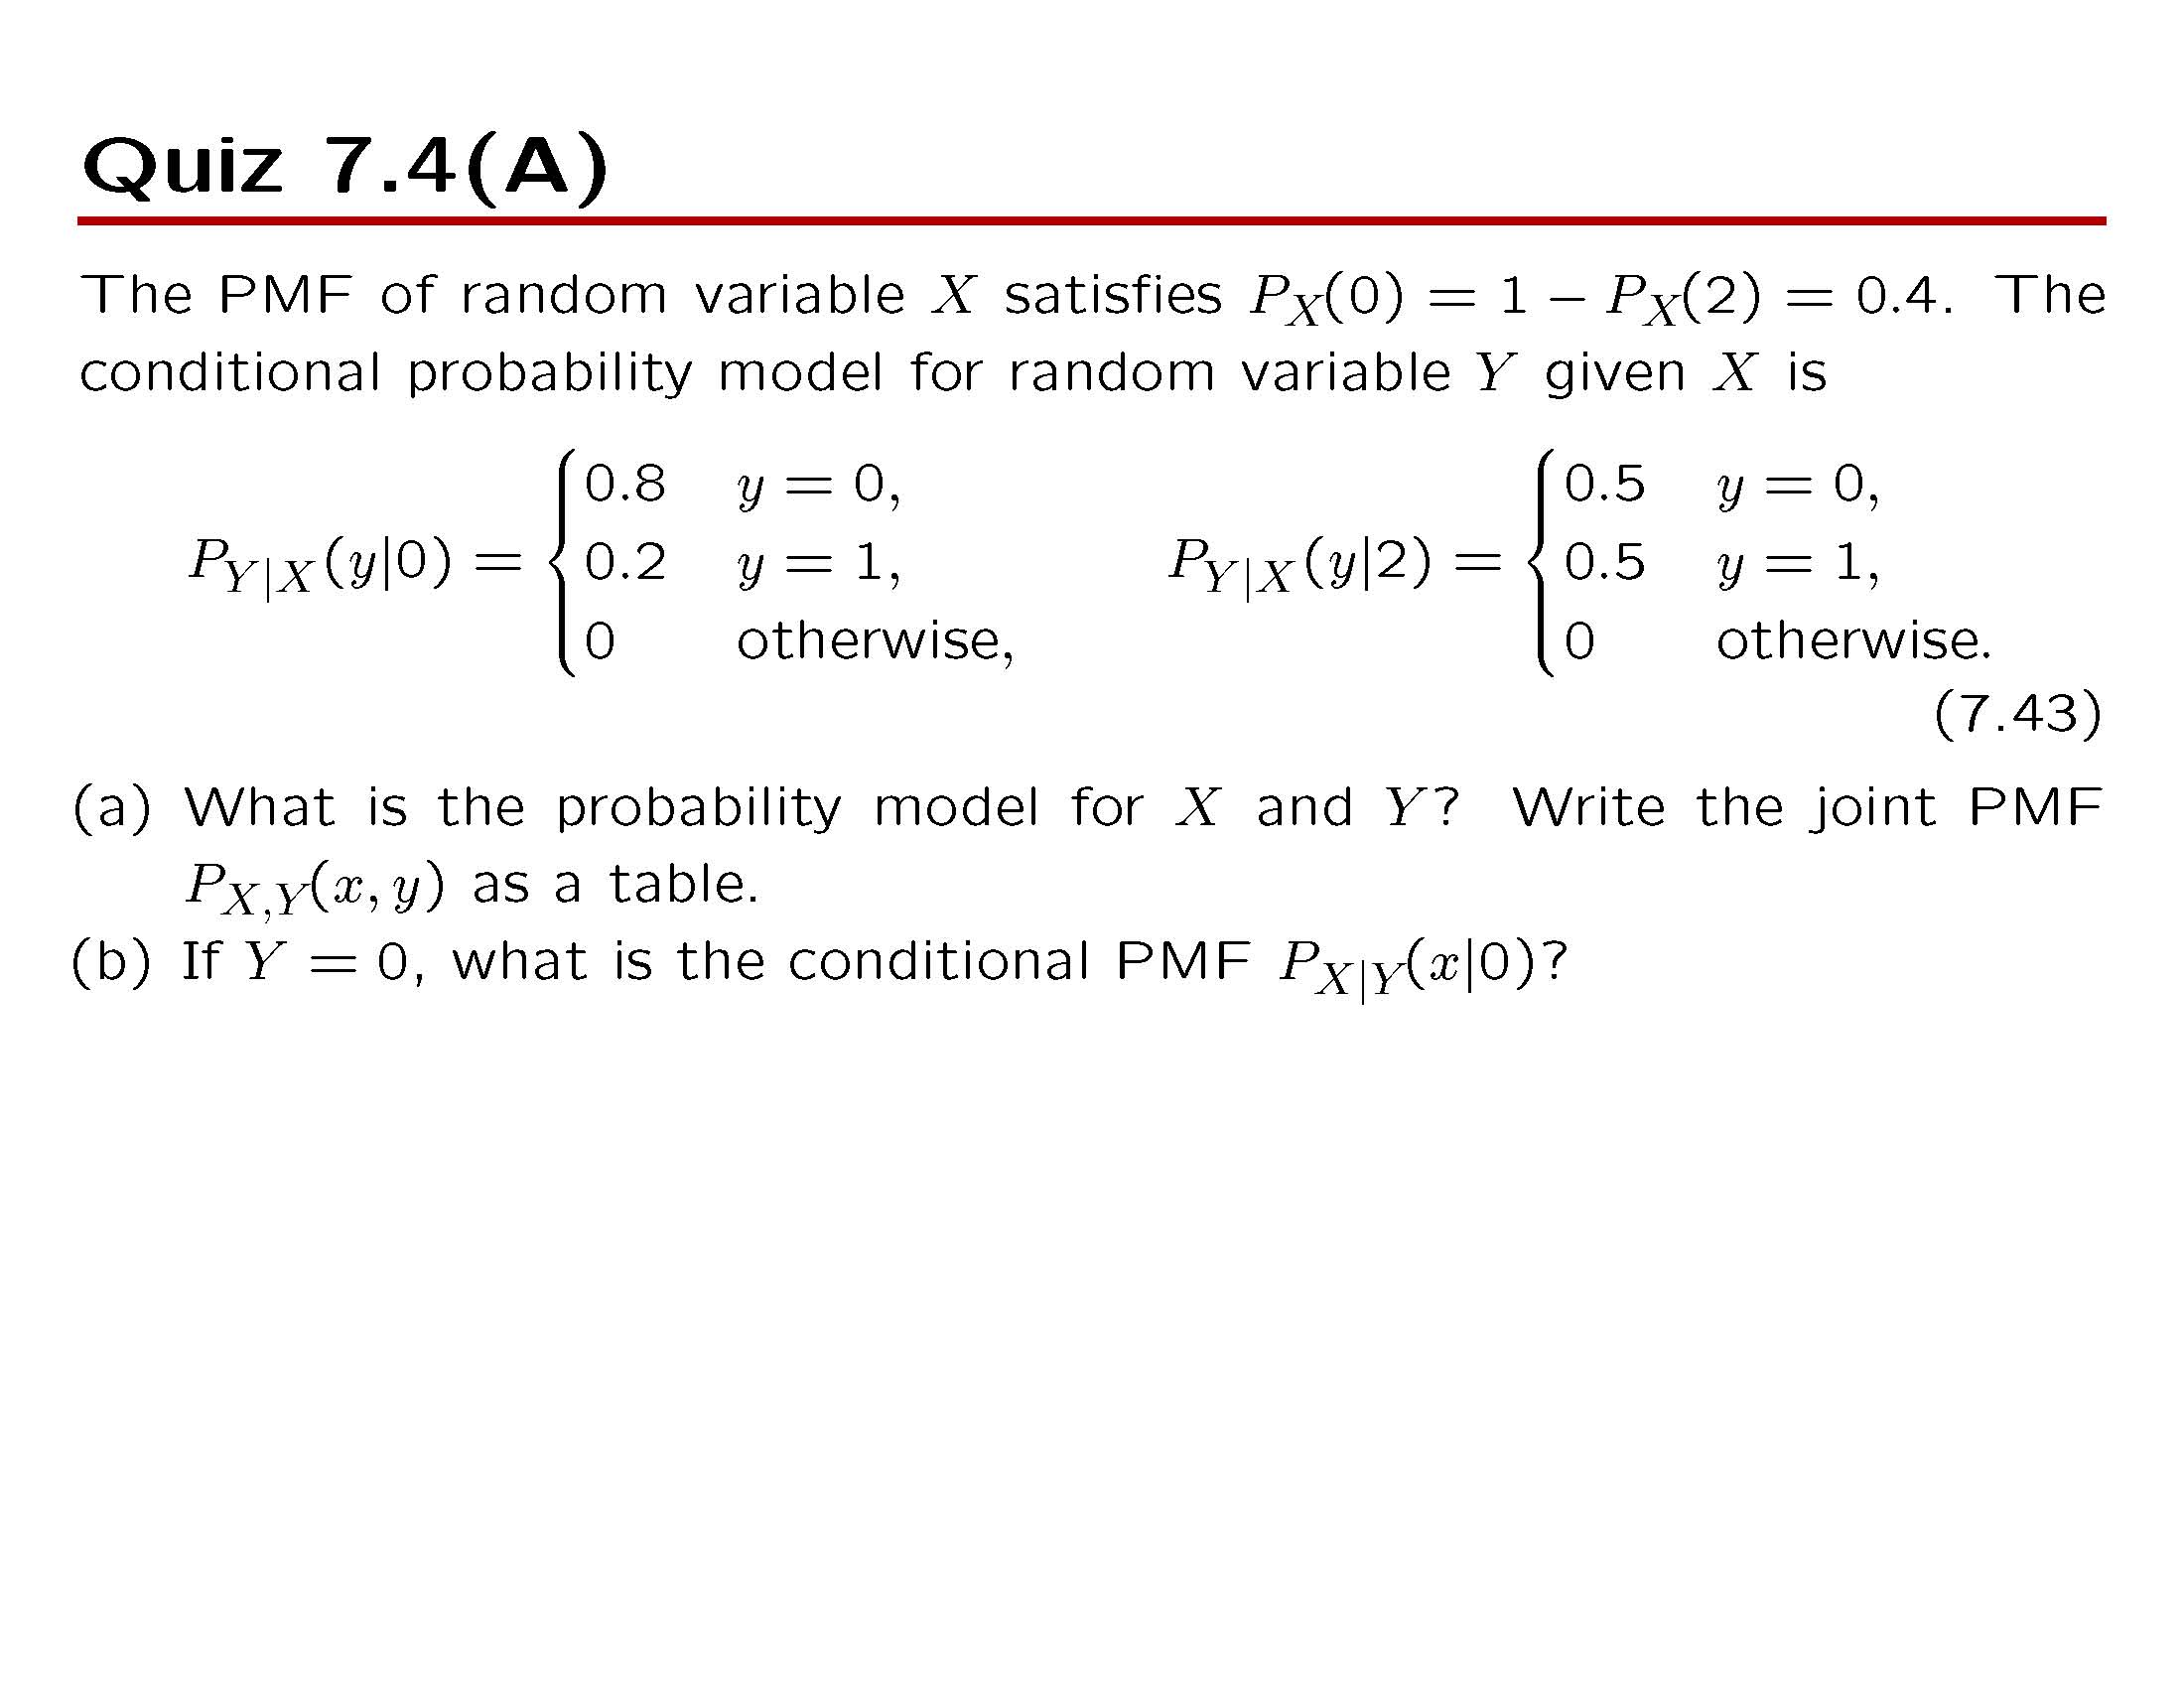 Quiz 7.4(A)
The PMF of random variable X satisfies P_X(0) = 1 − P_X(2) = 0.4. The
conditional probability model for random variable Y given X is
P_{Y|X}(y|0) = { 0.8 y = 0, 0.2 y = 1, 0 otherwise, P_{Y|X}(y|2) = { 0.5 y = 0, 0.5 y = 1, 0 otherwise.
(7.43)
(a) What is the probability model for X and Y? Write the joint PMF
P_{X,Y}(x, y) as a table.
(b) If Y = 0, what is the conditional PMF P_{X|Y}(x|0)?